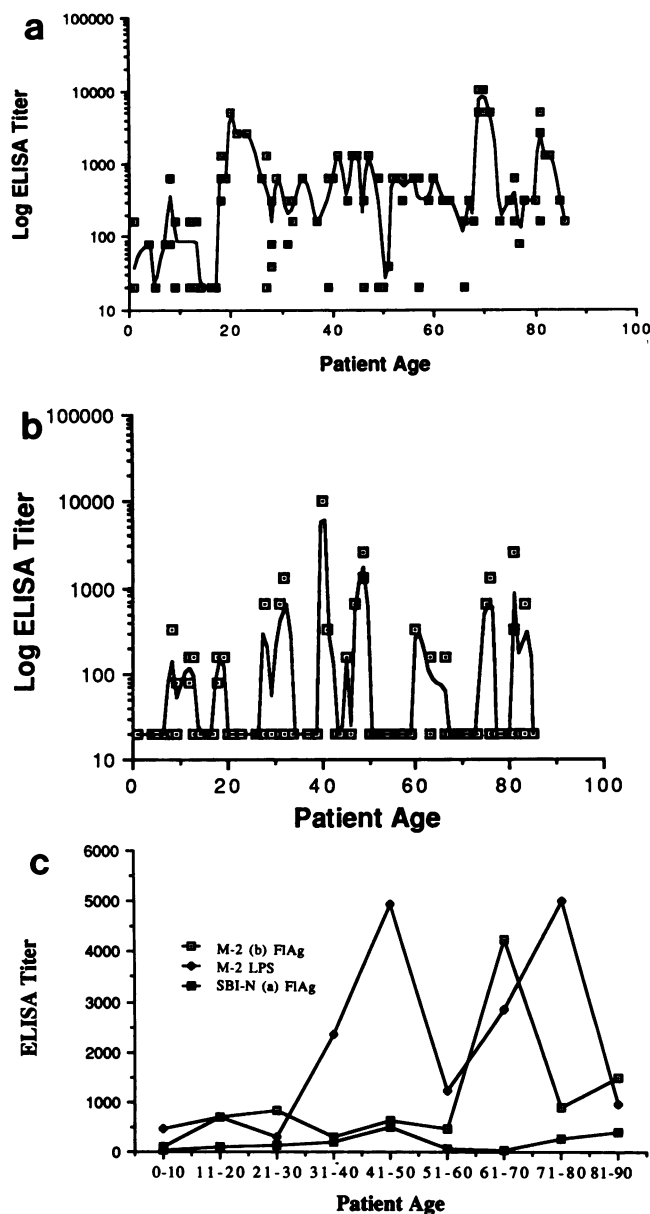 a
100000
10000
1000
100
10
Log ELISA Titer
0 20 40 60 80 100
Patient Age
b
100000
10000
1000
100
10
Log ELISA Titer
0 20 40 60 80 100
Patient Age
c
6000
5000
4000
3000
2000
1000
0
ELISA Titer
M-2 (b) FlAg
M-2 LPS
SBI-N (a) FlAg
0-10 11-20 21-30 31-40 41-50 51-60 61-70 71-80 81-90
Patient Age